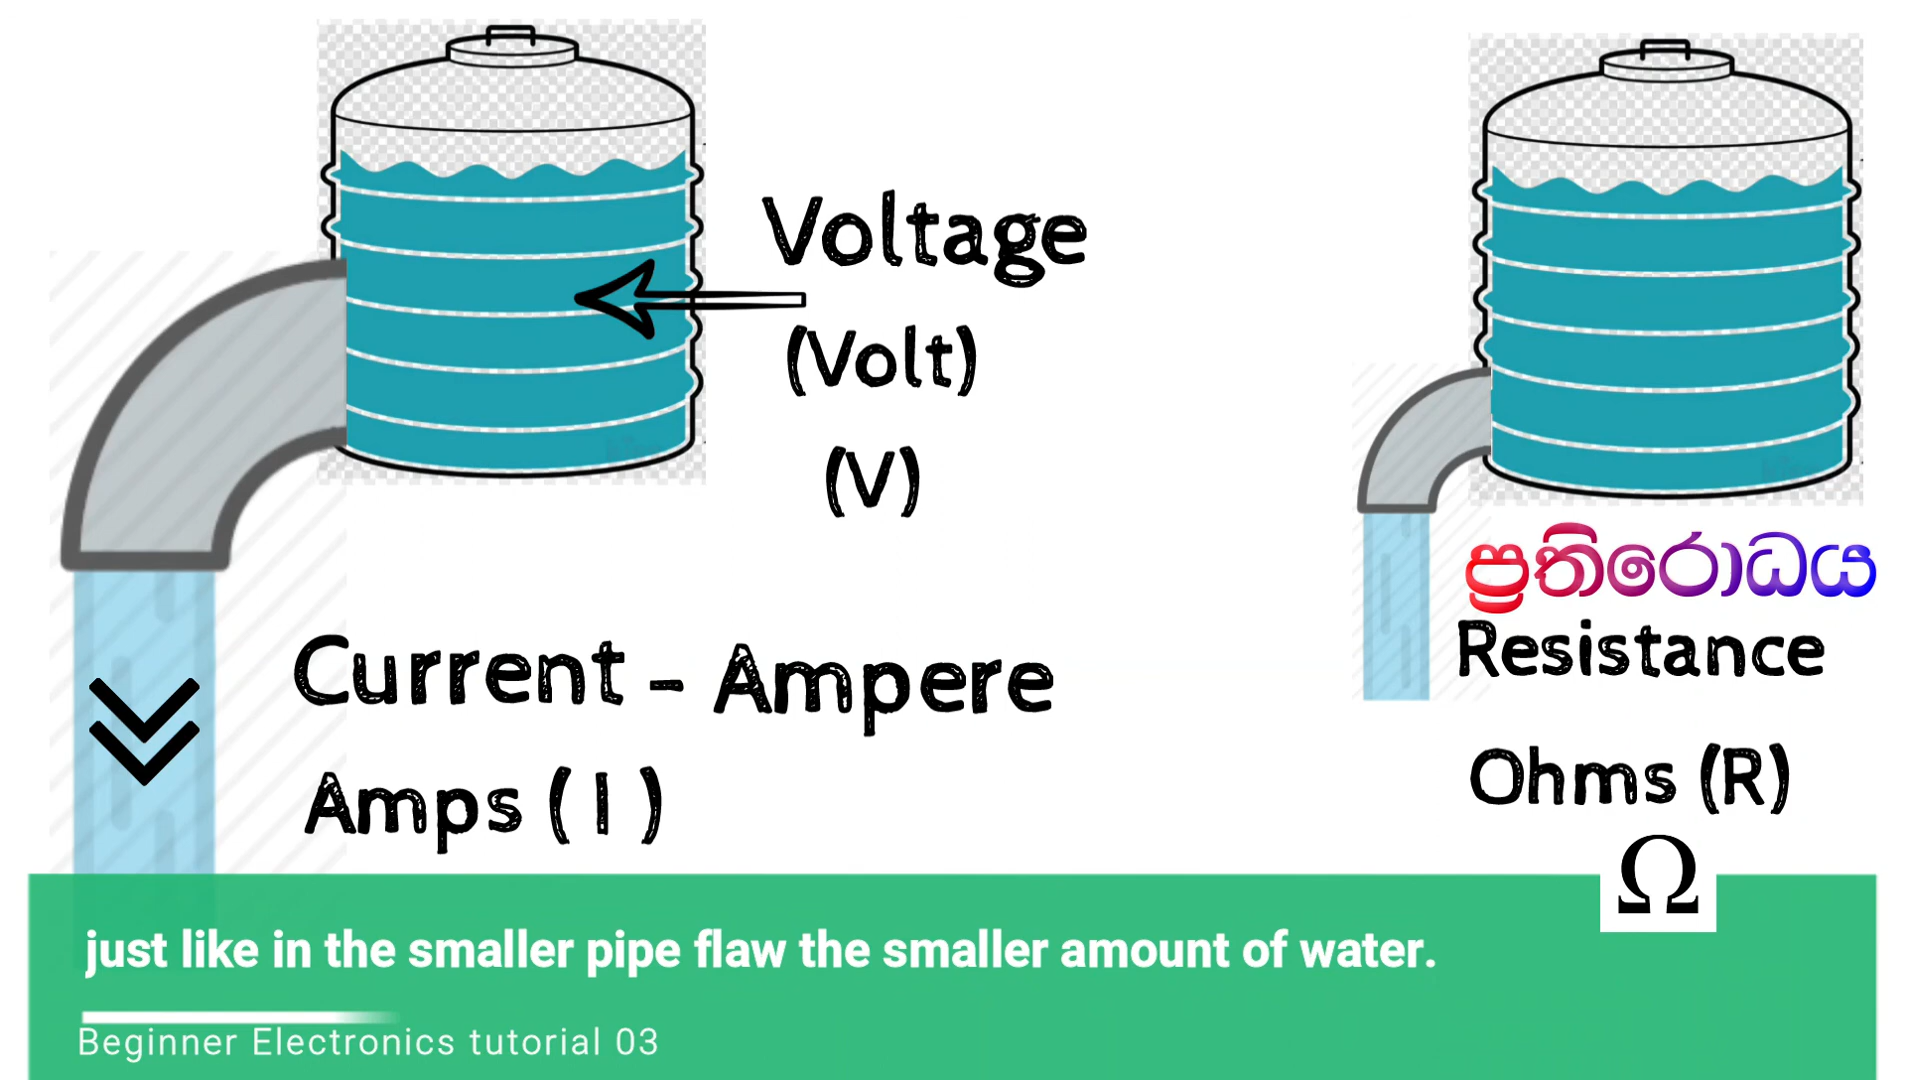 Voltage
(Volt)
(V)
Current - Ampere
Amps ( I )
ප්‍රතිරෝධය
Resistance
Ohms (R)
Ω
just like in the smaller pipe flaw the smaller amount of water.
Beginner Electronics tutorial 03